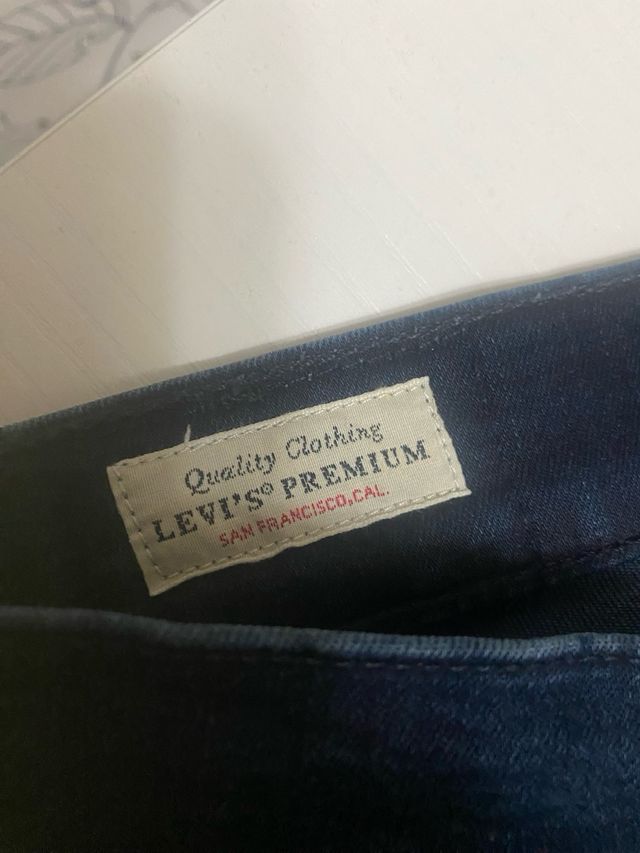 Quality Clothing
LEVI'S® PREMIUM
SAN FRANCISCO,CAL.